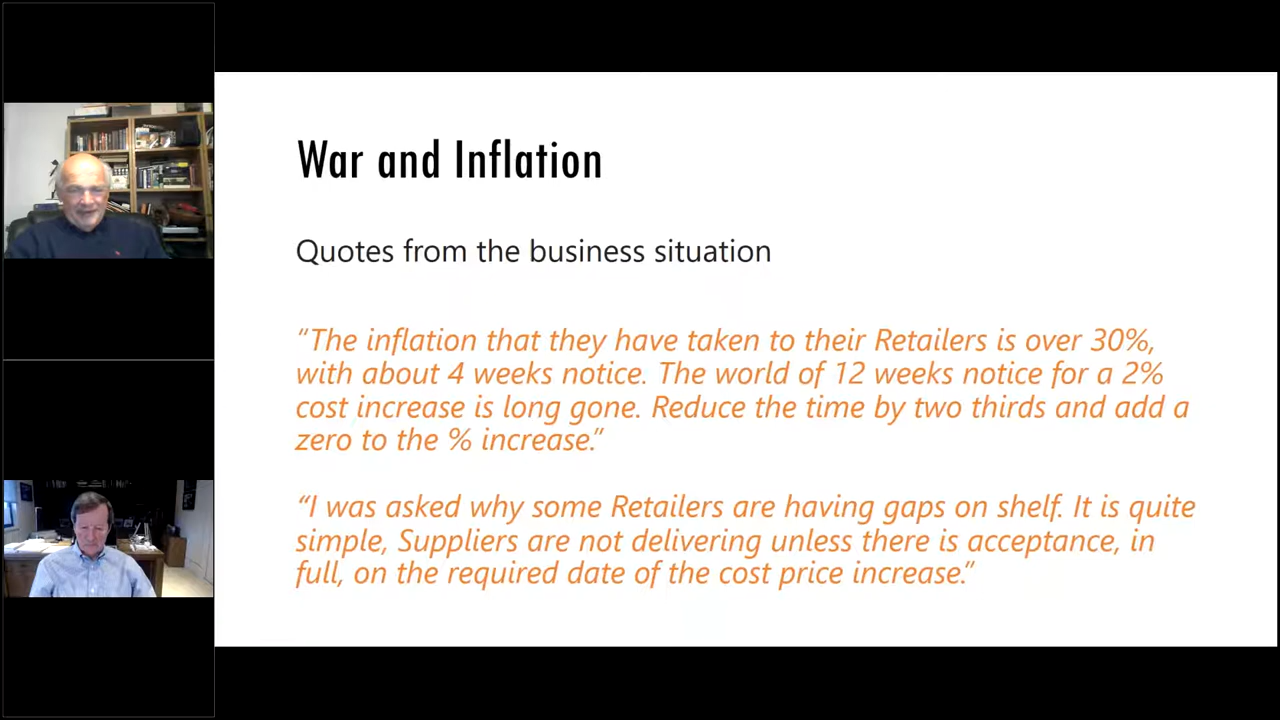 War and Inflation
Quotes from the business situation
“The inflation that they have taken to their Retailers is over 30%,
with about 4 weeks notice. The world of 12 weeks notice for a 2%
cost increase is long gone. Reduce the time by two thirds and add a
zero to the % increase.”
“I was asked why some Retailers are having gaps on shelf. It is quite
simple, Suppliers are not delivering unless there is acceptance, in
full, on the required date of the cost price increase.”